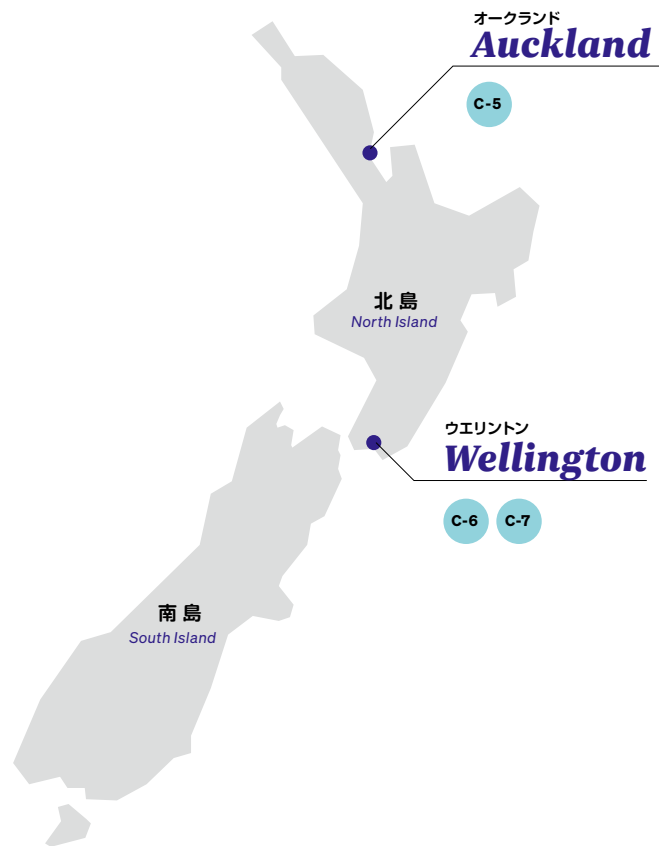 オークランド
Auckland
C-5
北島
North Island
ウエリントン
Wellington
C-6 C-7
南島
South Island